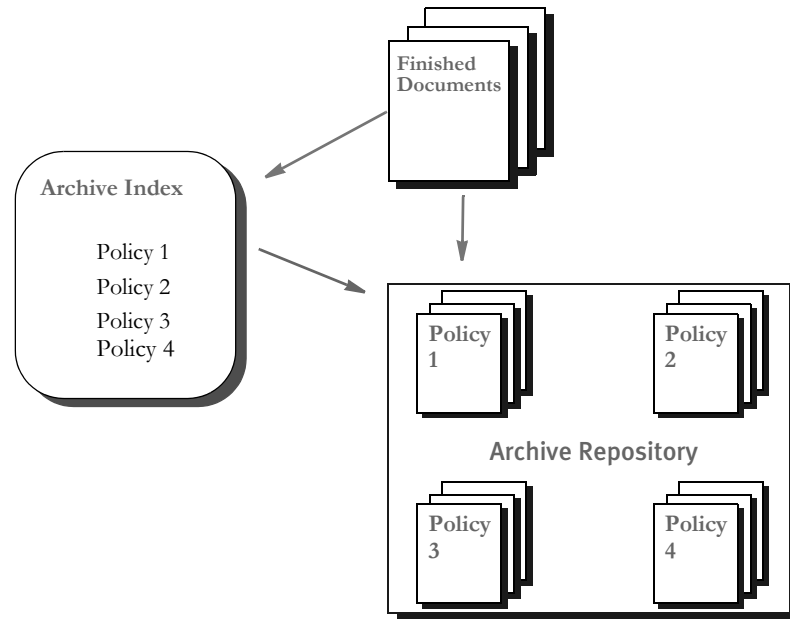 Finished
Documents
Archive Index
Policy 1
Policy 2
Policy 3
Policy 4
Policy
1
Policy
2
Archive Repository
Policy
3
Policy
4